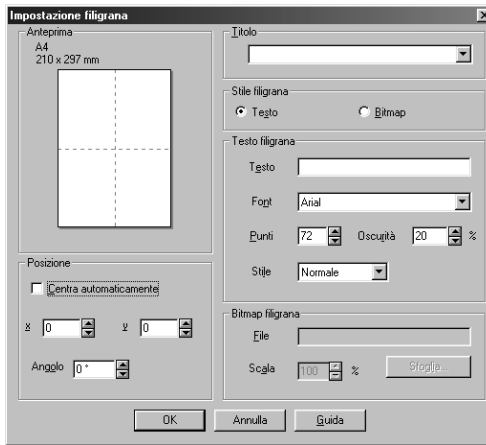 Impostazione filigrana
Anteprima
A4
210 x 297 mm
Titolo
Stile filigrana
Testo
Bitmap
Testo filigrana
Testo
Font Arial
Punti 72 Oscurità 20 %
Stile Normale
Posizione
Centra automaticamente
x 0 y 0
Angolo 0 °
Bitmap filigrana
File
Scala 100 % Sfoglia...
OK Annulla Guida